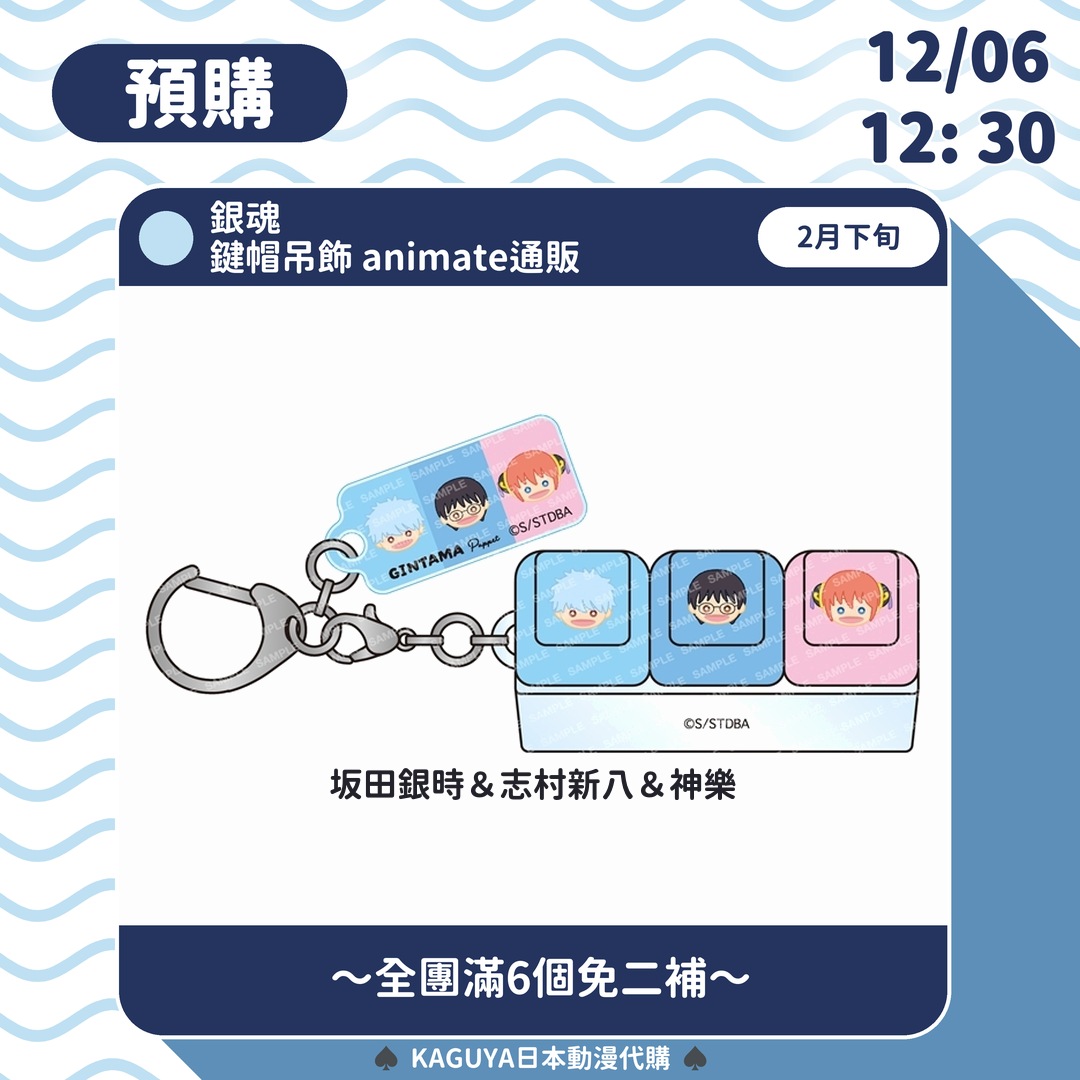 預購
12/06
12: 30
銀魂
鍵帽吊飾 animate通販
2月下旬
SAMPLE
GINTAMA Puppet
©S/STDBA
©S/STDBA
坂田銀時&志村新八&神樂
～全團滿6個免二補～
♠ KAGUYA日本動漫代購 ♠